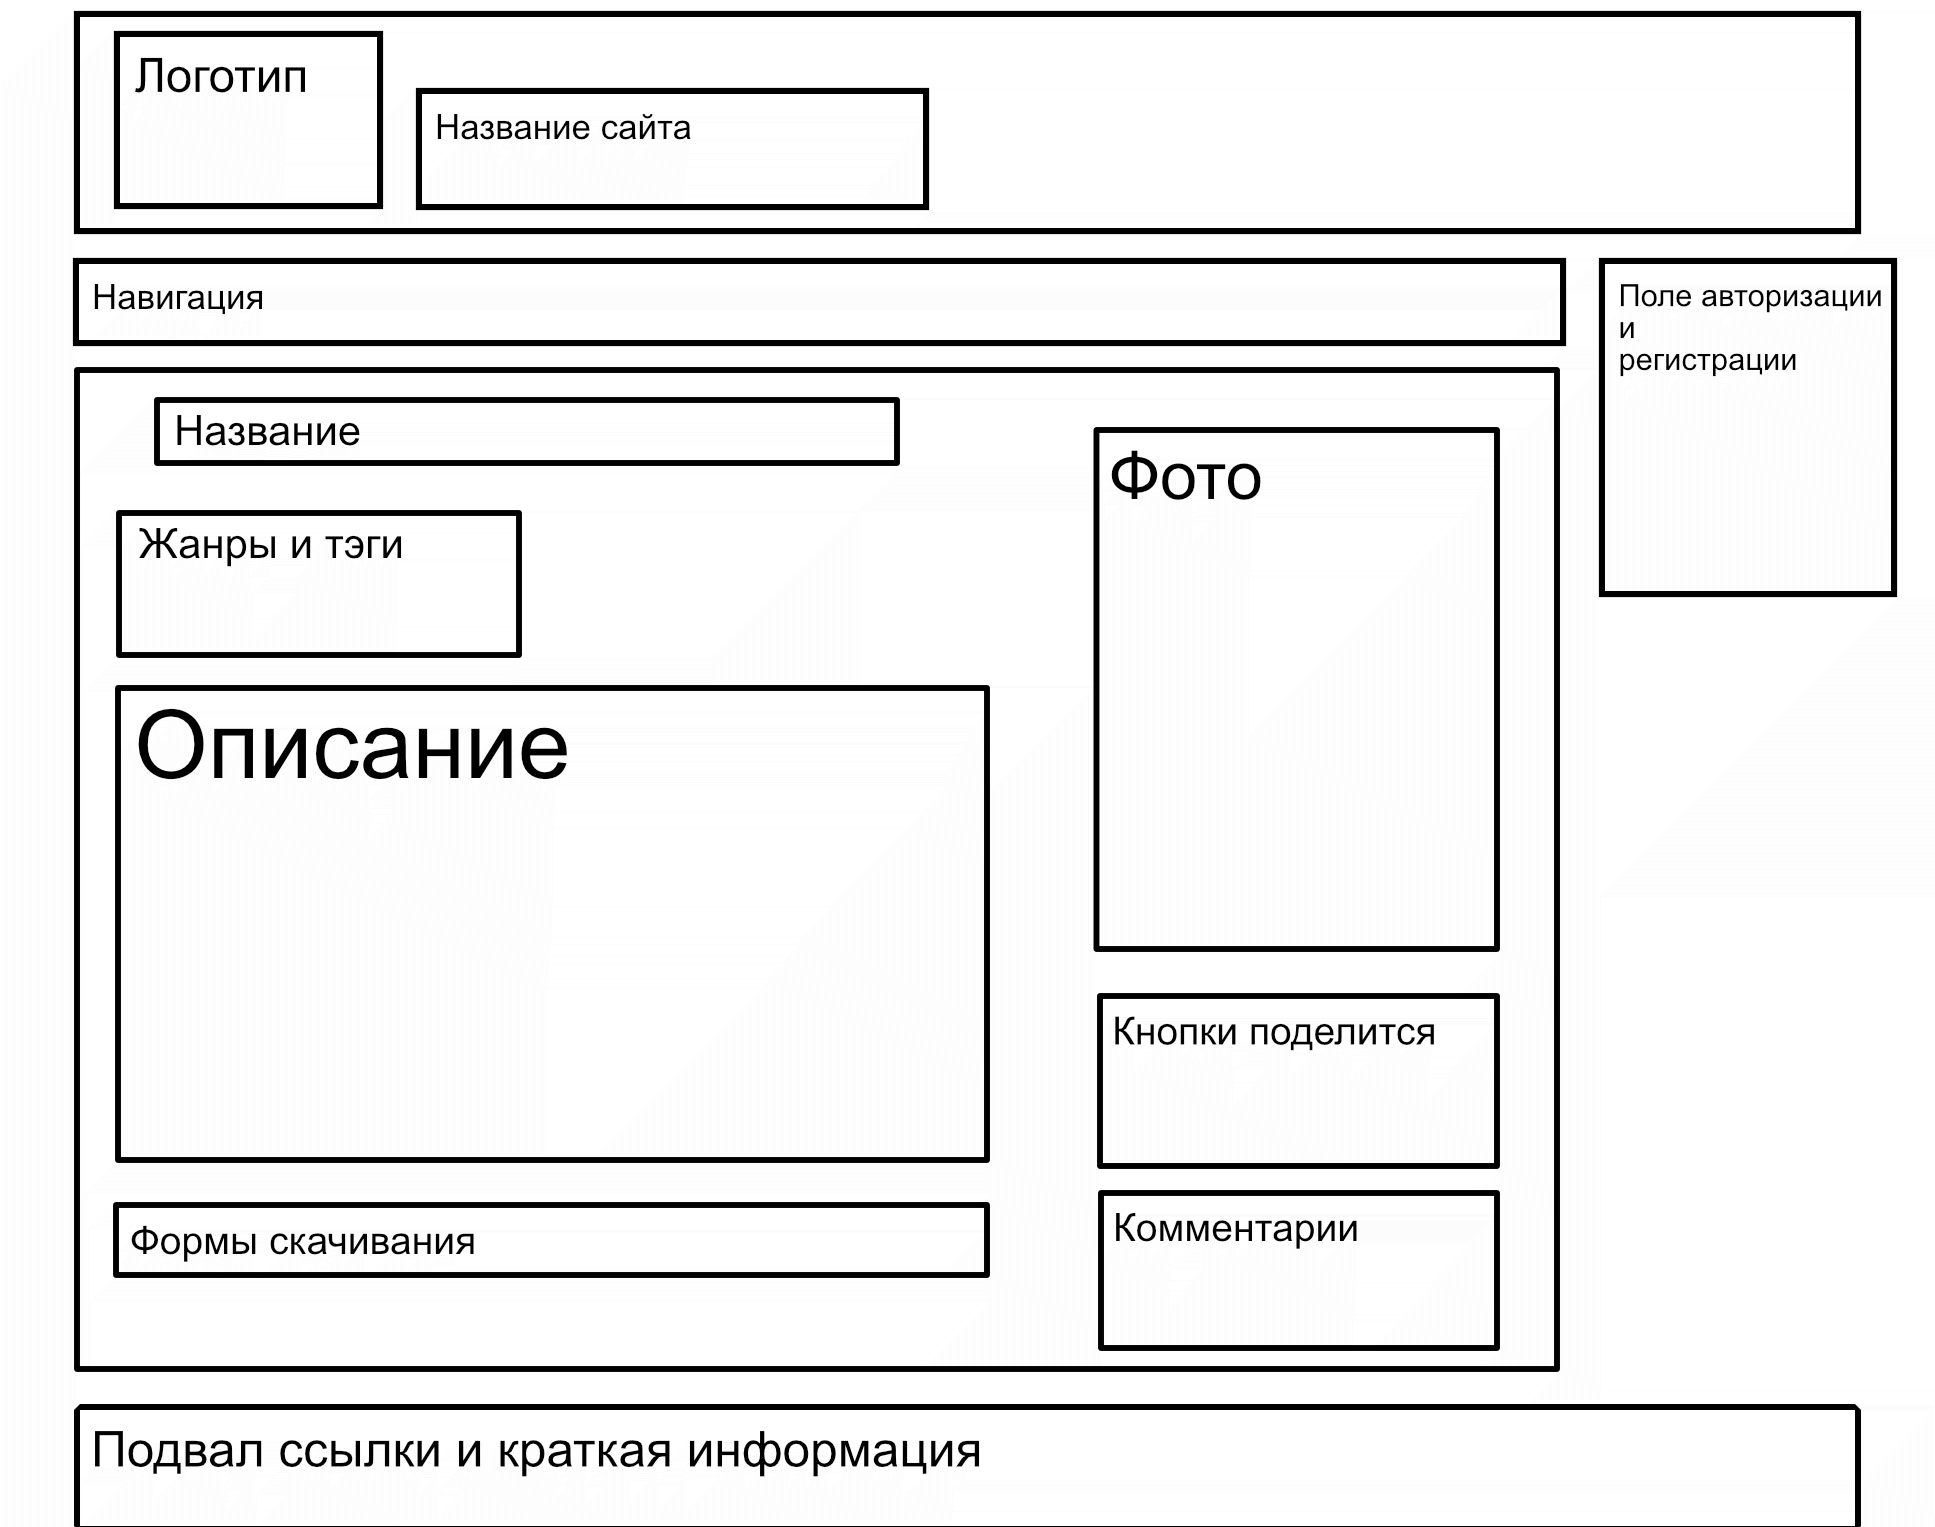 Логотип
Название сайта
Навигация
Поле авторизации
и
регистрации
Название
Жанры и тэги
Описание
Формы скачивания
Фото
Кнопки поделится
Комментарии
Подвал ссылки и краткая информация